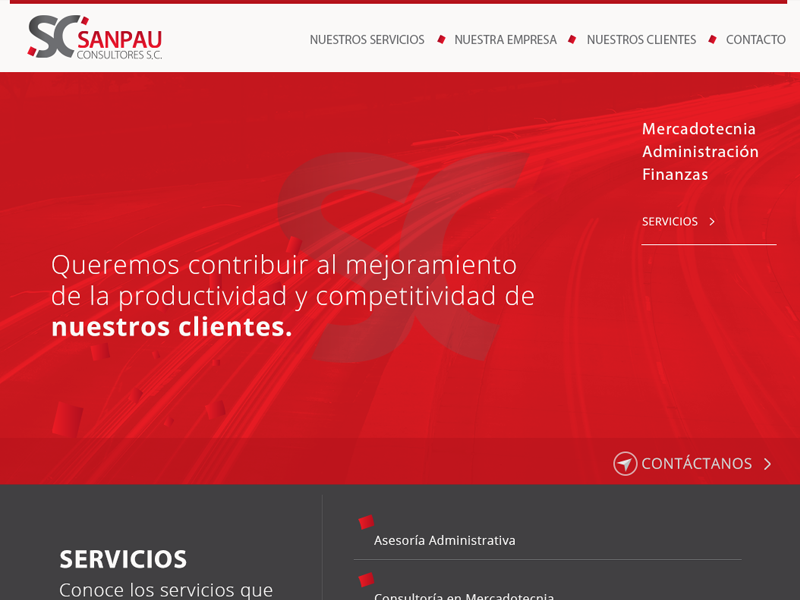 SC SANPAU
CONSULTORES S.C.
NUESTROS SERVICIOS NUESTRA EMPRESA NUESTROS CLIENTES CONTACTO
Mercadotecnia
Administración
Finanzas
SERVICIOS >
SC
Queremos contribuir al mejoramiento
de la productividad y competitividad de
nuestros clientes.
CONTÁCTANOS >
SERVICIOS
Conoce los servicios que
Asesoría Administrativa
Consultoría en Mercadotecnia